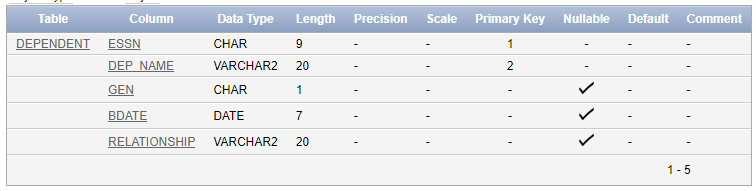 Table Column Data Type Length Precision Scale Primary Key Nullable Default Comment
DEPENDENT ESSN CHAR 9 - - 1 - - -
DEP_NAME VARCHAR2 20 - - 2 - - -
GEN CHAR 1 - - - ✓ - -
BDATE DATE 7 - - - ✓ - -
RELATIONSHIP VARCHAR2 20 - - - ✓ - -
1 - 5